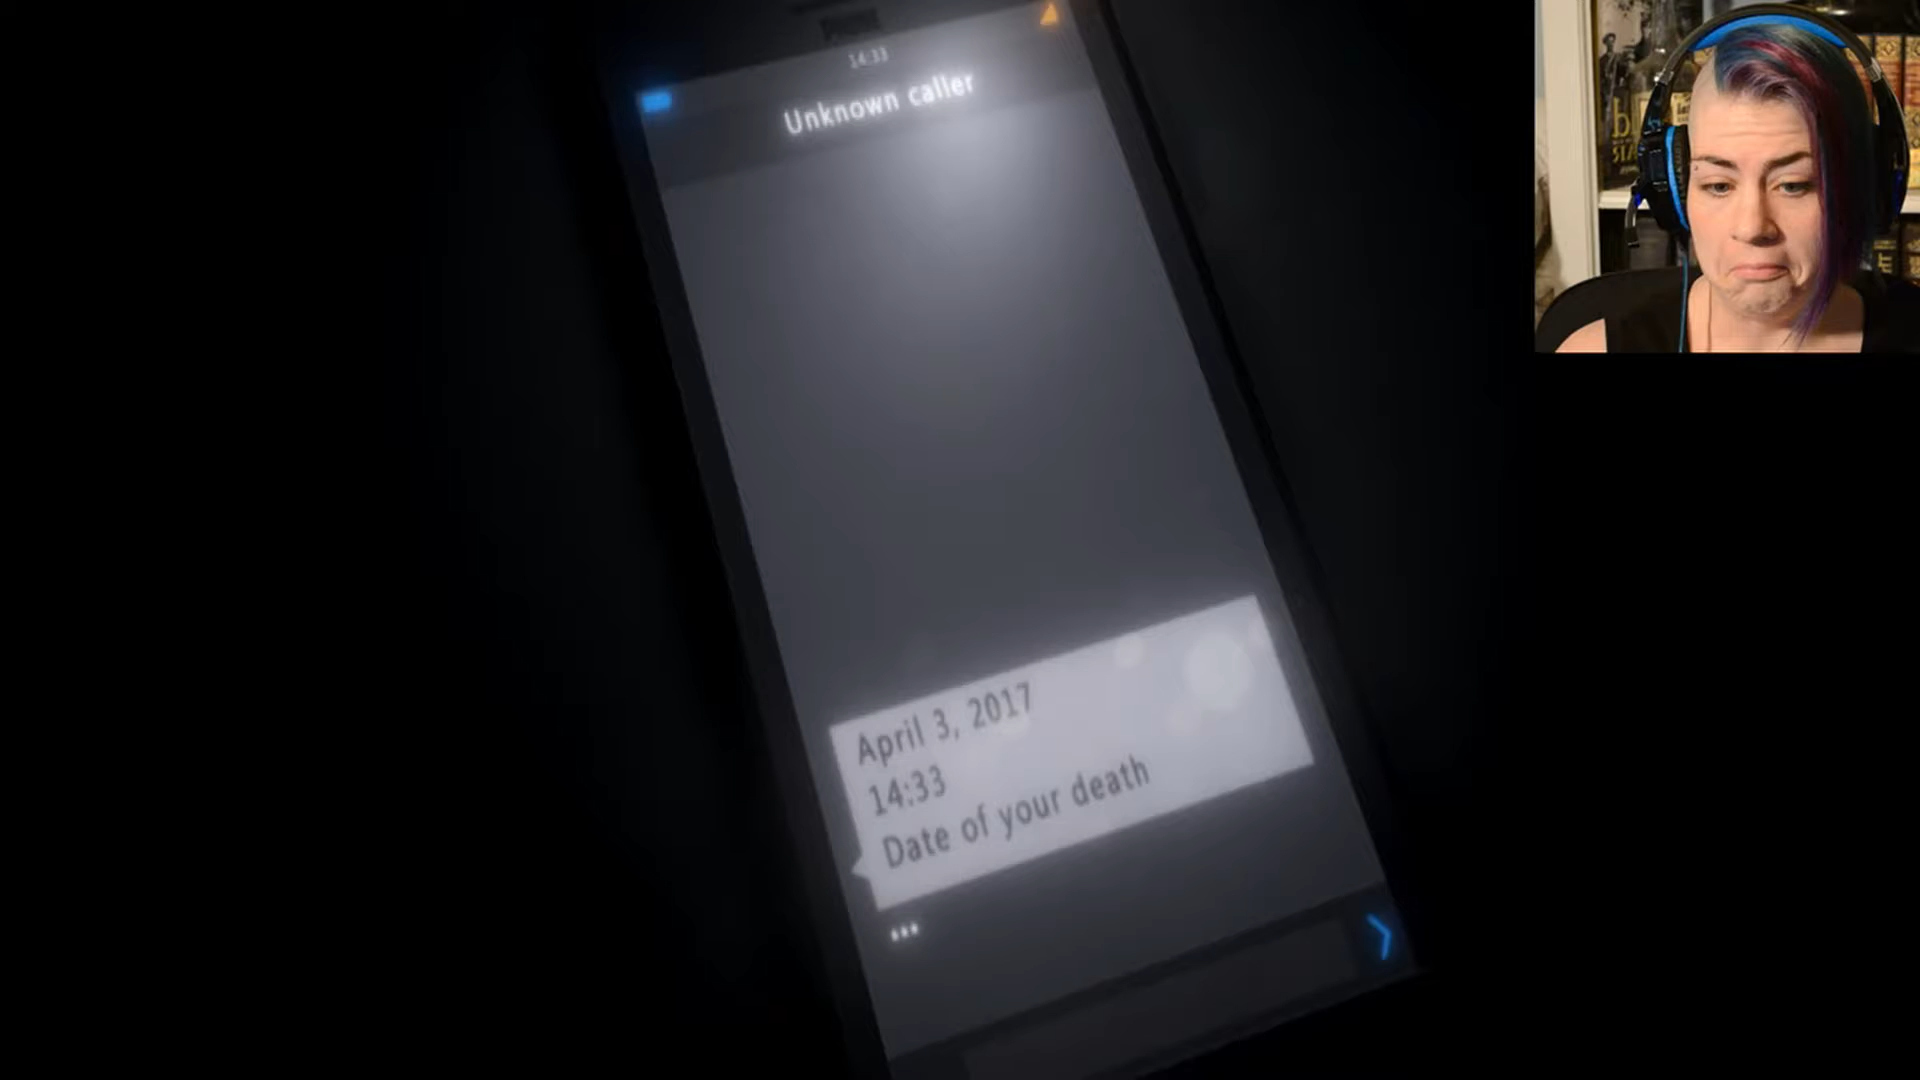 14:33
Unknown caller
April 3, 2017
14:33
Date of your death
...